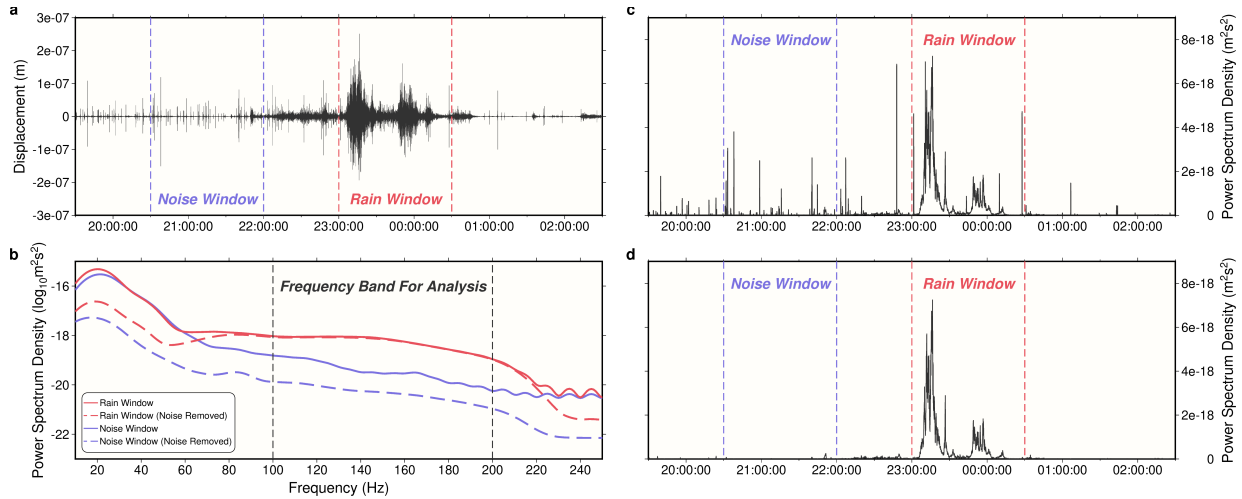 a
3e-07
2e-07
1e-07
0
-1e-07
-2e-07
-3e-07
Displacement (m)
Noise Window
Rain Window
20:00:00 21:00:00 22:00:00 23:00:00 00:00:00 01:00:00 02:00:00
b
Power Spectrum Density (log10m2s2)
-16
-18
-20
-22
Frequency Band For Analysis
Rain Window
Rain Window (Noise Removed)
Noise Window
Noise Window (Noise Removed)
20 40 60 80 100 120 140 160 180 200 220 240
Frequency (Hz)
c
Noise Window
Rain Window
8e-18
6e-18
4e-18
2e-18
0
Power Spectrum Density (m2s2)
20:00:00 21:00:00 22:00:00 23:00:00 00:00:00 01:00:00 02:00:00
d
Noise Window
Rain Window
8e-18
6e-18
4e-18
2e-18
0
Power Spectrum Density (m2s2)
20:00:00 21:00:00 22:00:00 23:00:00 00:00:00 01:00:00 02:00:00